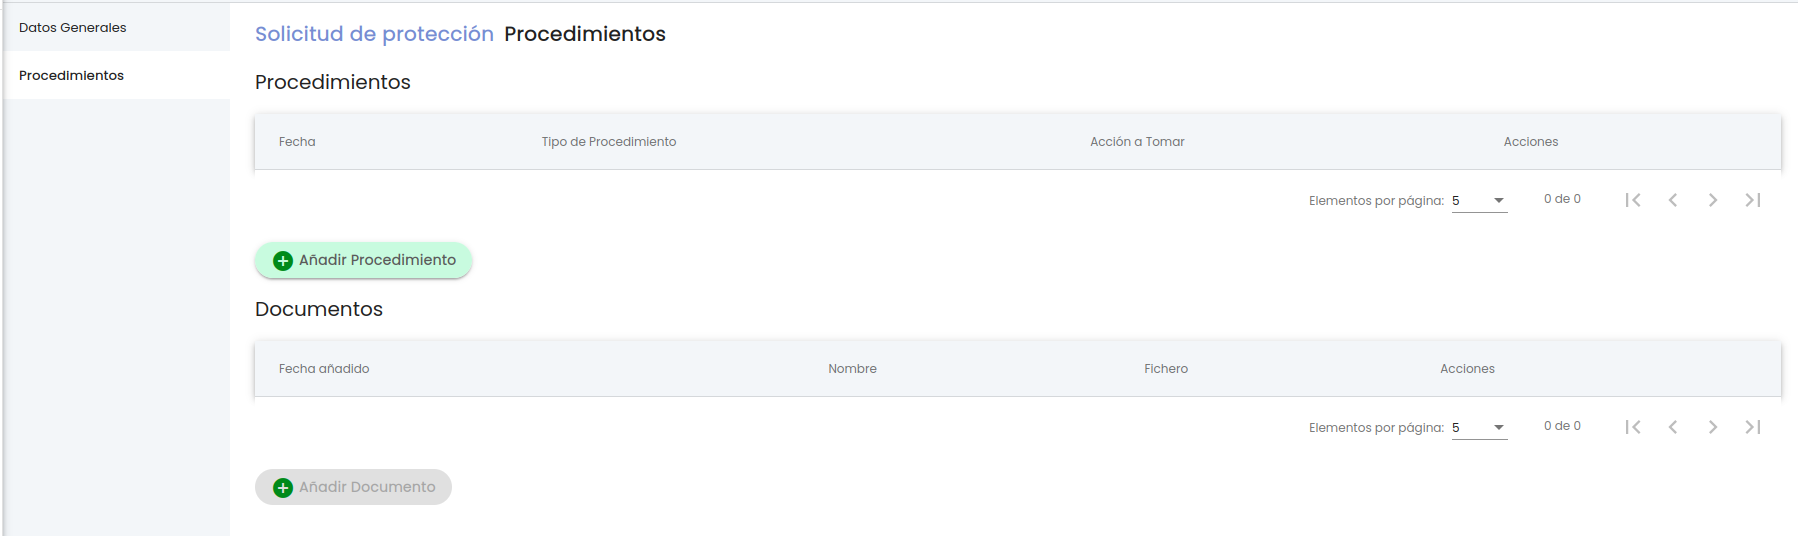 Datos Generales
Procedimientos
Solicitud de protección Procedimientos
Procedimientos
Fecha Tipo de Procedimiento Acción a Tomar Acciones
Elementos por página: 5 0 de 0
Añadir Procedimiento
Documentos
Fecha añadido Nombre Fichero Acciones
Elementos por página: 5 0 de 0
Añadir Documento